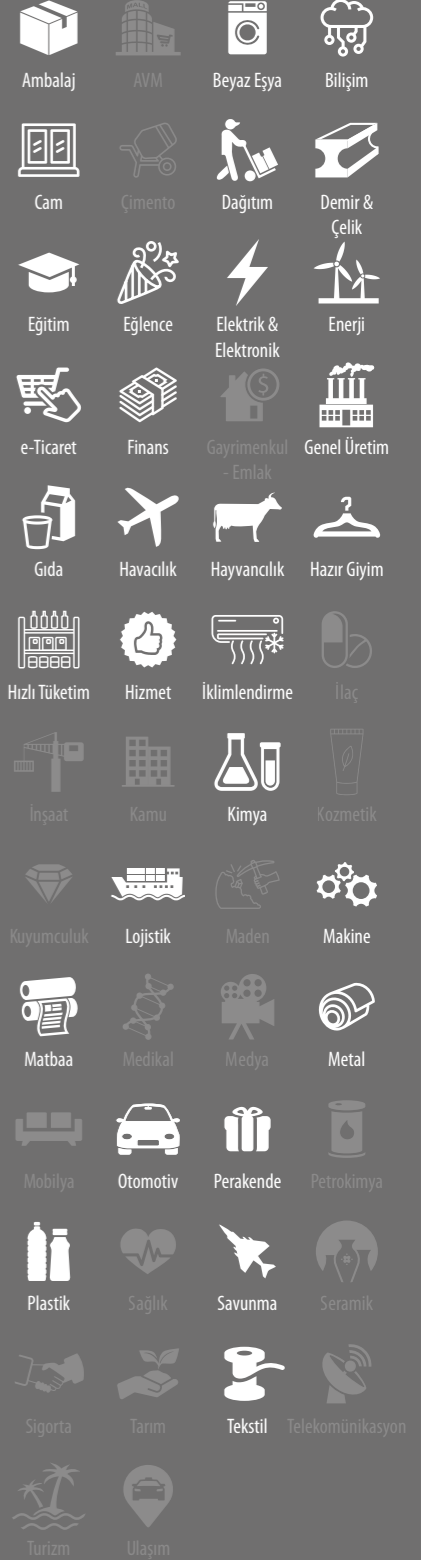 Ambalaj
AVM
Beyaz Eşya
Bilişim
Cam
Çimento
Dağıtım
Demir &
Çelik
Eğitim
Eğlence
Elektrik &
Elektronik
Enerji
e-Ticaret
Finans
Gayrimenkul
- Emlak
Genel Üretim
Gıda
Havacılık
Hayvancılık
Hazır Giyim
Hızlı Tüketim
Hizmet
İklimlendirme
İlaç
İnşaat
Kamu
Kimya
Kozmetik
Kuyumculuk
Lojistik
Maden
Makine
Matbaa
Medikal
Medya
Metal
Mobilya
Otomotiv
Perakende
Petrokimya
Plastik
Sağlık
Savunma
Seramik
Sigorta
Tarım
Tekstil
Telekomünikasyon
Turizm
Ulaşım